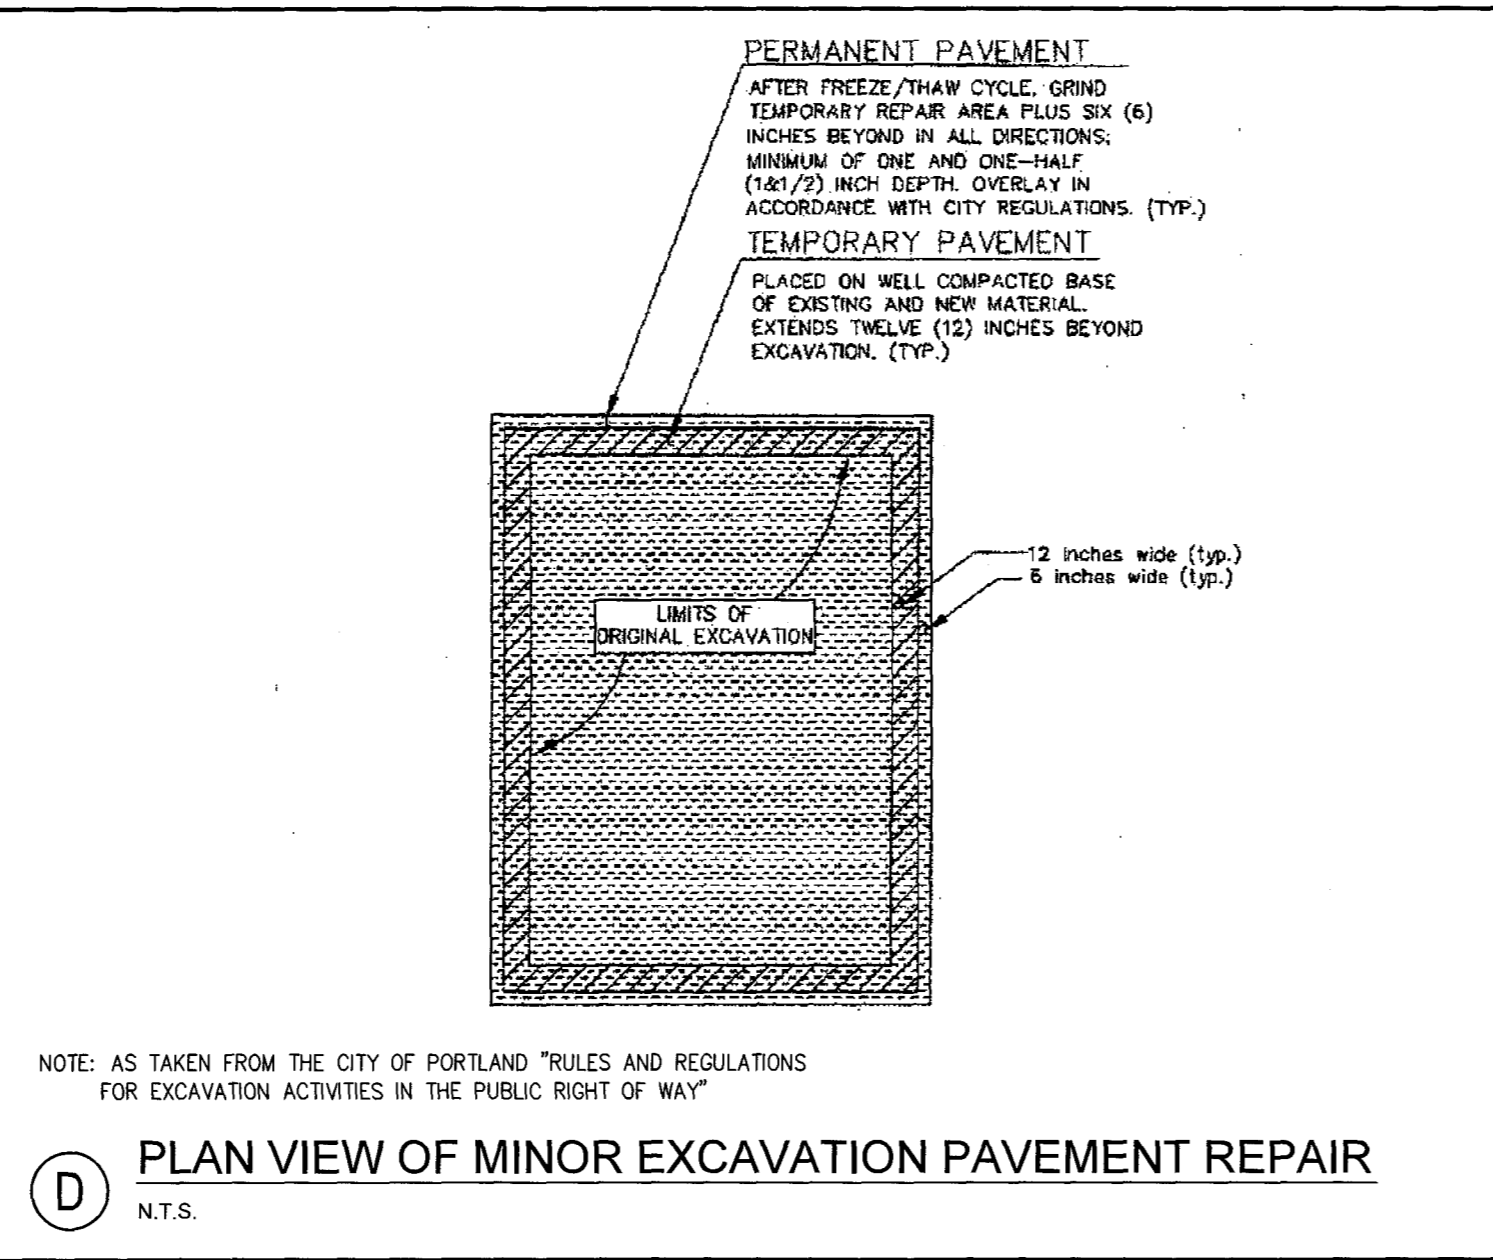 PERMANENT PAVEMENT
AFTER FREEZE/THAW CYCLE, GRIND
TEMPORARY REPAIR AREA PLUS SIX (6)
INCHES BEYOND IN ALL DIRECTIONS;
MINIMUM OF ONE AND ONE-HALF
(1&1/2) INCH DEPTH. OVERLAY IN
ACCORDANCE WITH CITY REGULATIONS. (TYP.)
TEMPORARY PAVEMENT
PLACED ON WELL COMPACTED BASE
OF EXISTING AND NEW MATERIAL.
EXTENDS TWELVE (12) INCHES BEYOND
EXCAVATION. (TYP.)
12 inches wide (typ.)
6 inches wide (typ.)
LIMITS OF
ORIGINAL EXCAVATION
NOTE: AS TAKEN FROM THE CITY OF PORTLAND "RULES AND REGULATIONS
FOR EXCAVATION ACTIVITIES IN THE PUBLIC RIGHT OF WAY"
D PLAN VIEW OF MINOR EXCAVATION PAVEMENT REPAIR
N.T.S.